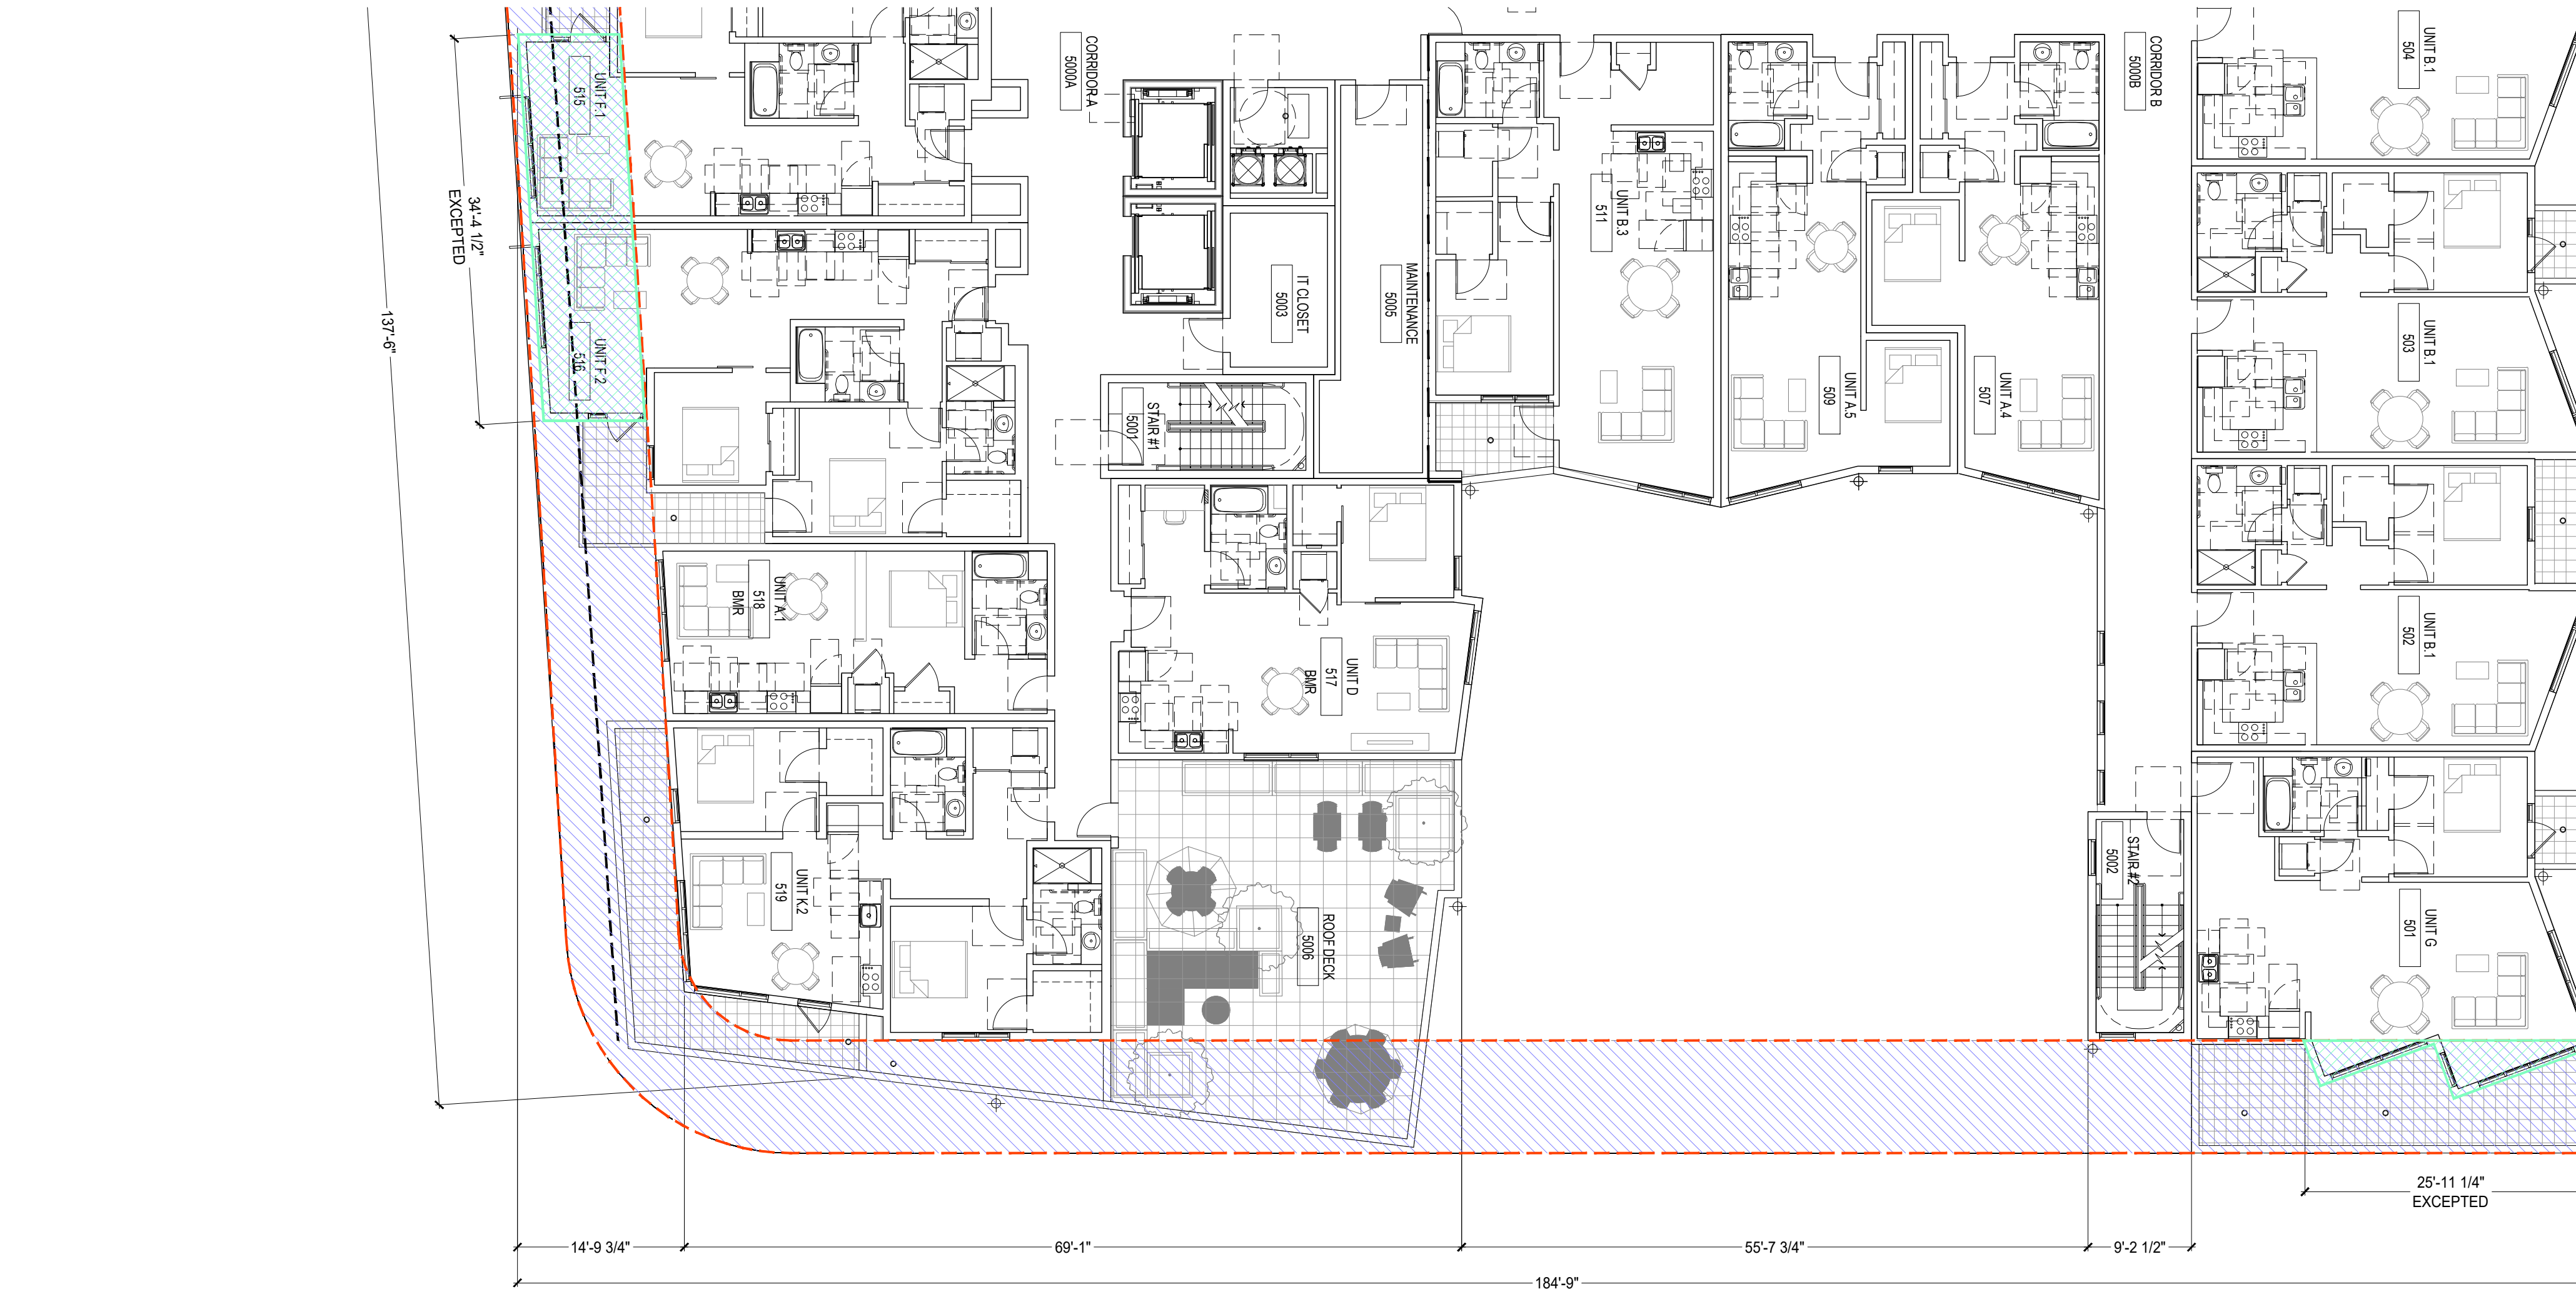 UNIT F.1
515
34'-4 1/2"
EXCEPTED
137'-6"
UNIT F.2
516
CORRIDOR A
5000A
IT CLOSET
5003
MAINTENANCE
5005
STAIR #1
5001
UNIT B.3
511
UNIT A.5
509
UNIT A.4
507
CORRIDOR B
5000B
UNIT B.1
504
UNIT B.1
503
UNIT B.1
502
UNIT A.1
518
BMR
UNIT D
517
BMR
UNIT K.2
519
ROOF DECK
5006
STAIR #2
5002
UNIT G
501
25'-11 1/4"
EXCEPTED
14'-9 3/4"
69'-1"
55'-7 3/4"
9'-2 1/2"
184'-9"